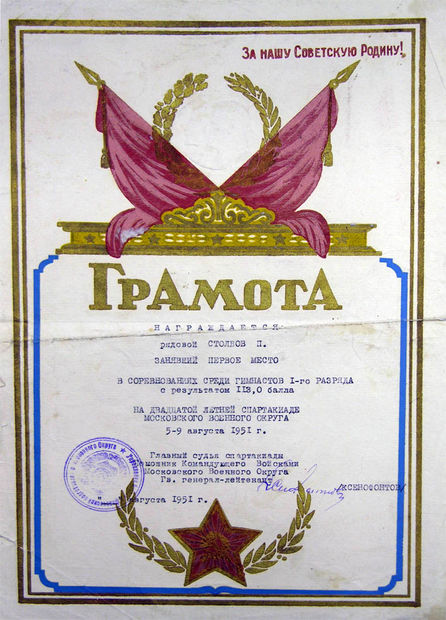 За нашу Советскую Родину!
ГРАМОТА
НАГРАЖДАЕТСЯ
рядовой СТОЛБОВ П.
ЗАНЯВШИЙ ПЕРВОЕ МЕСТО
В СОРЕВНОВАНИЯХ СРЕДИ ГИМНАСТОВ I-го РАЗРЯДА
с результатом 113,0 балла
НА ДВАДЦАТОЙ ЛЕТНЕЙ СПАРТАКИАДЕ
МОСКОВСКОГО ВОЕННОГО ОКРУГА
5-9 августа 1951 г.
Главный судья спартакиады
Командующего Войсками
Московского Военного Округа
Гв. генерал-лейтенант
/КСЕНОФОНТОВ/
августа 1951 г.